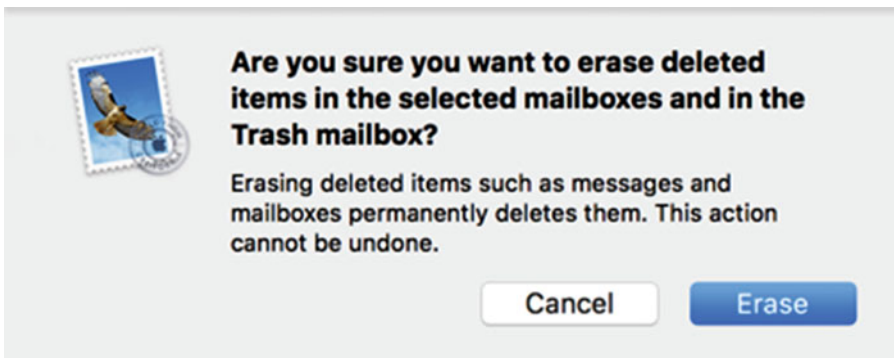 Are you sure you want to erase deleted
items in the selected mailboxes and in the
Trash mailbox?
Erasing deleted items such as messages and
mailboxes permanently deletes them. This action
cannot be undone.
Cancel
Erase